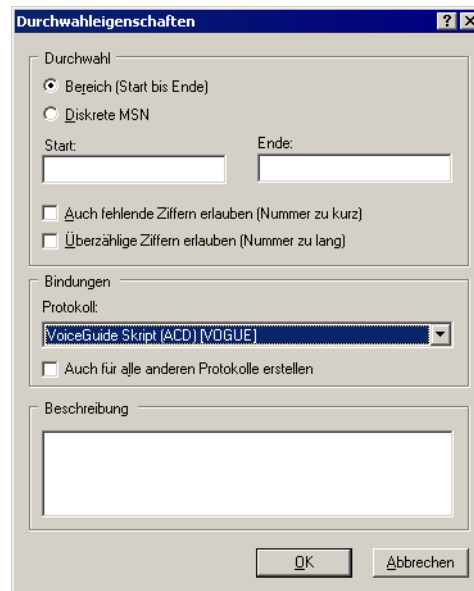 Durchwahleigenschaften
Durchwahl
Bereich (Start bis Ende)
Diskrete MSN
Start:
Ende:
Auch fehlende Ziffern erlauben (Nummer zu kurz)
Überzählige Ziffern erlauben (Nummer zu lang)
Bindungen
Protokoll:
VoiceGuide Skript (ACD) [VOGUE]
Auch für alle anderen Protokolle erstellen
Beschreibung
OK Abbrechen